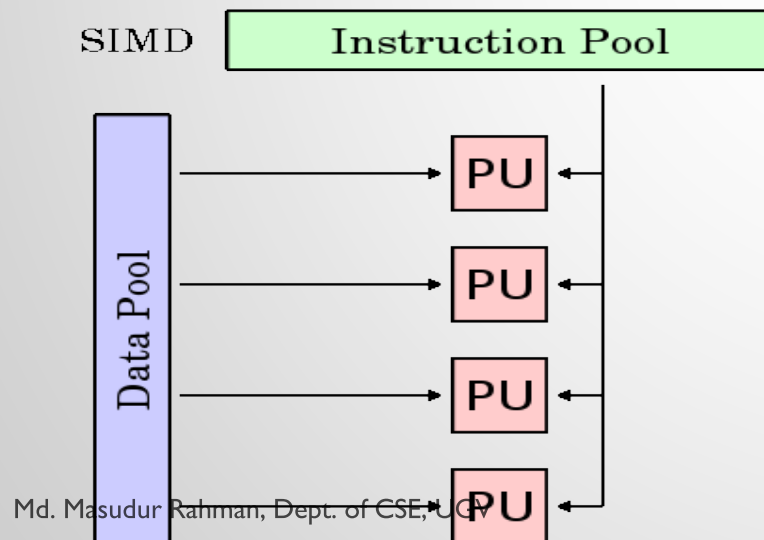 SIMD
Instruction Pool
PU
PU
Data Pool
PU
PU
Md. Masudur Rahman, Dept. of CSE, UGV